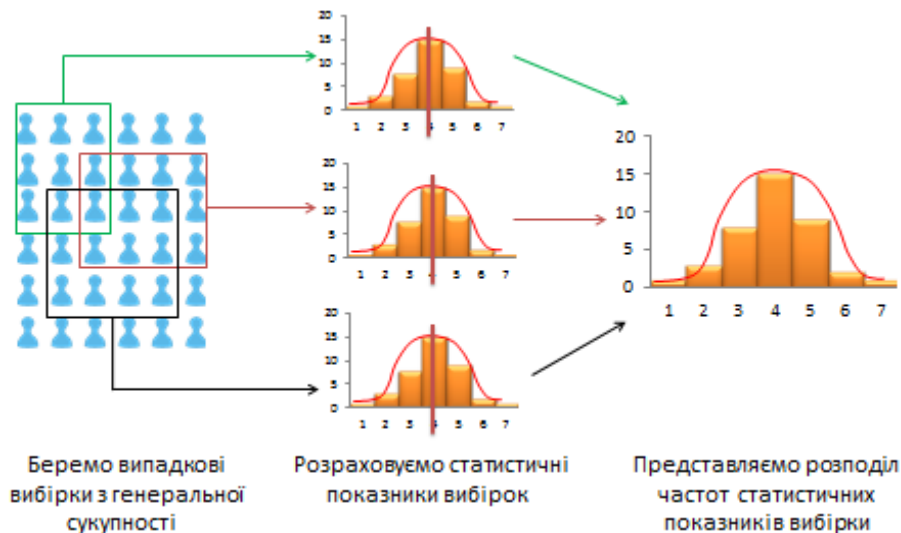 20
15
10
5
0
1 2 3 4 5 6 7
20
15
10
5
0
1 2 3 4 5 6 7
20
15
10
5
0
1 2 3 4 5 6 7
20
15
10
5
0
1 2 3 4 5 6 7
Беремо випадкові
вибірки з генеральної
сукупності
Розраховуємо статистичні
показники вибірок
Представляємо розподіл
частот статистичних
показників вибірки